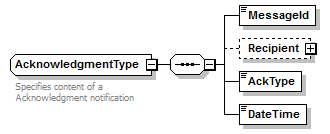 MessageId
Recipient
AcknowledgmentType
AckType
Specifies content of a
Acknowledgment notification
DateTime